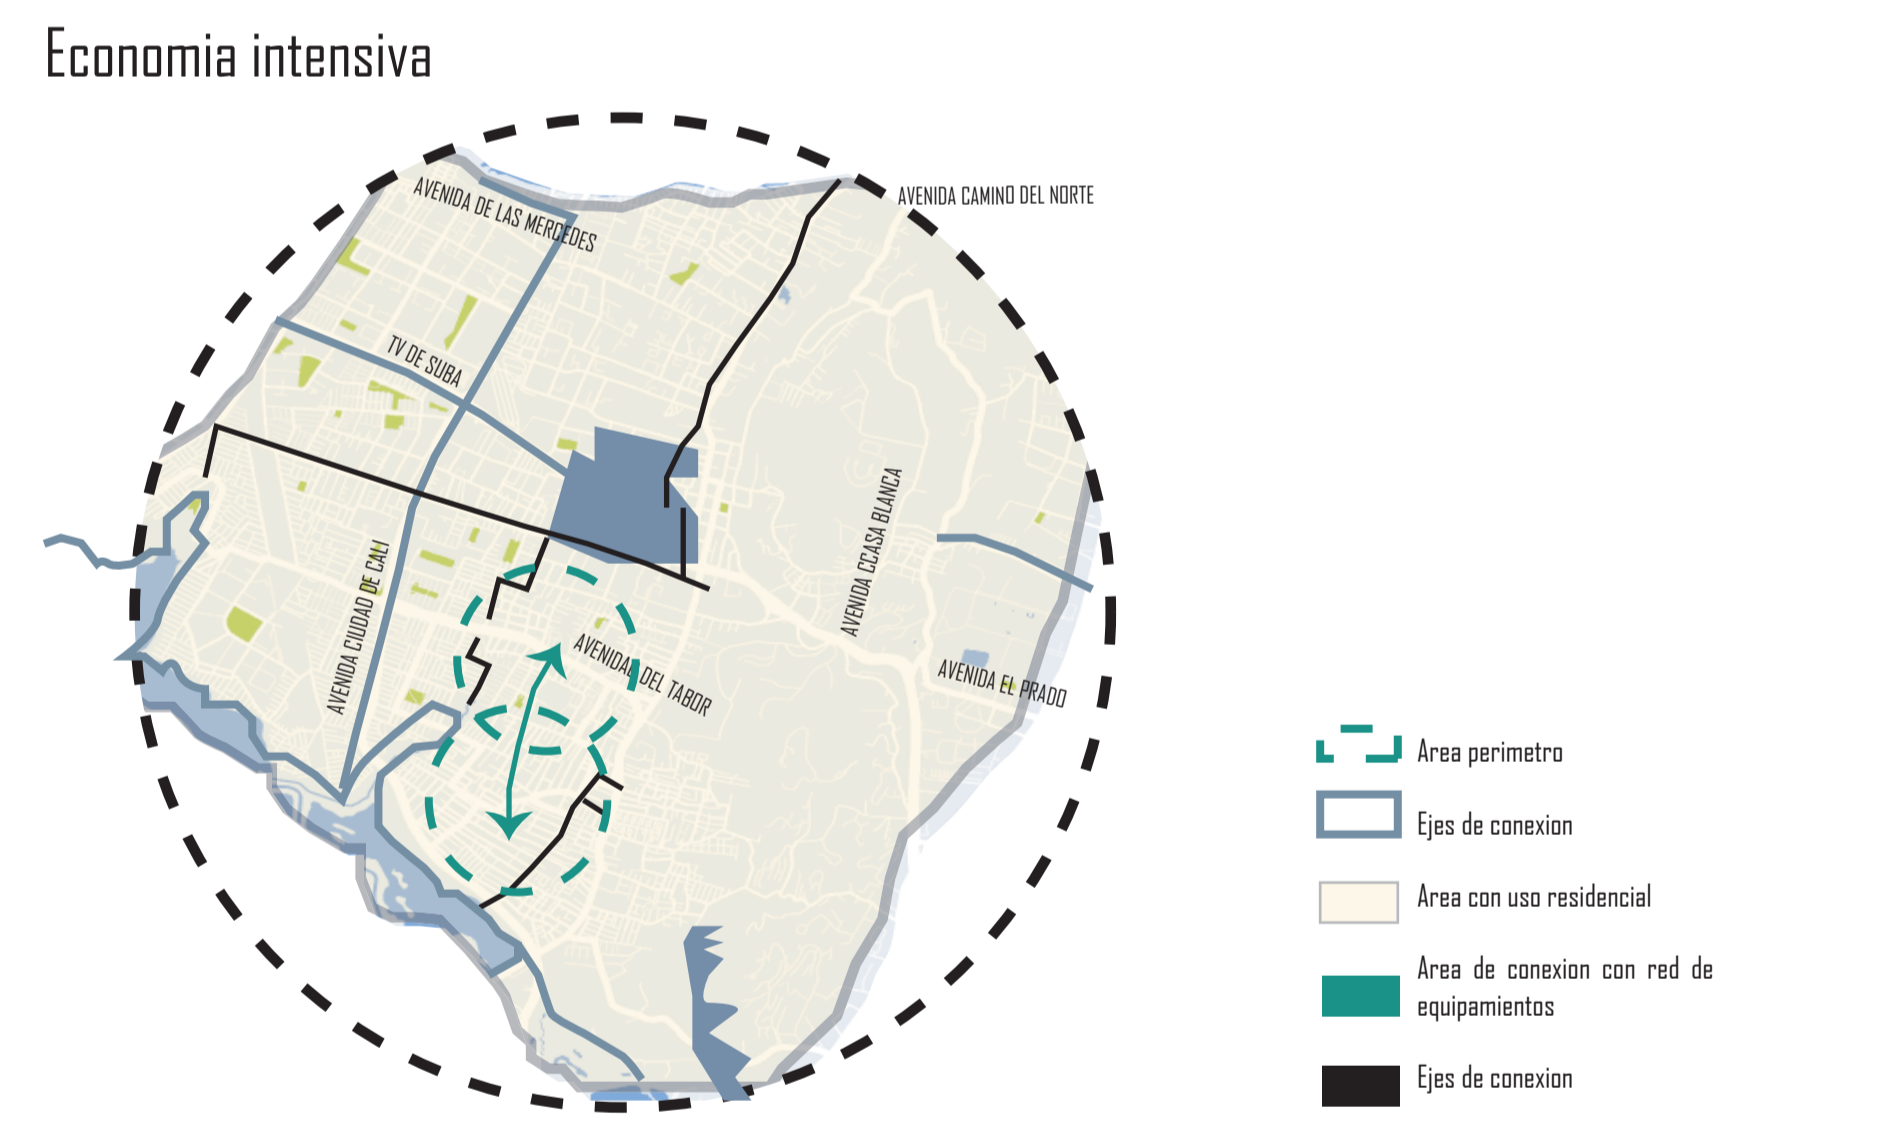 Economia intensiva
AVENIDA DE LAS MERCEDES
AVENIDA CAMINO DEL NORTE
TV DE SUBA
AVENIDA CIUDAD DE CALI
AVENIDA CCASA BLANCA
AVENIDAD DEL TABOR
AVENIDA EL PRADO
Area perimetro
Ejes de conexion
Area con uso residencial
Area de conexion con red de
equipamientos
Ejes de conexion